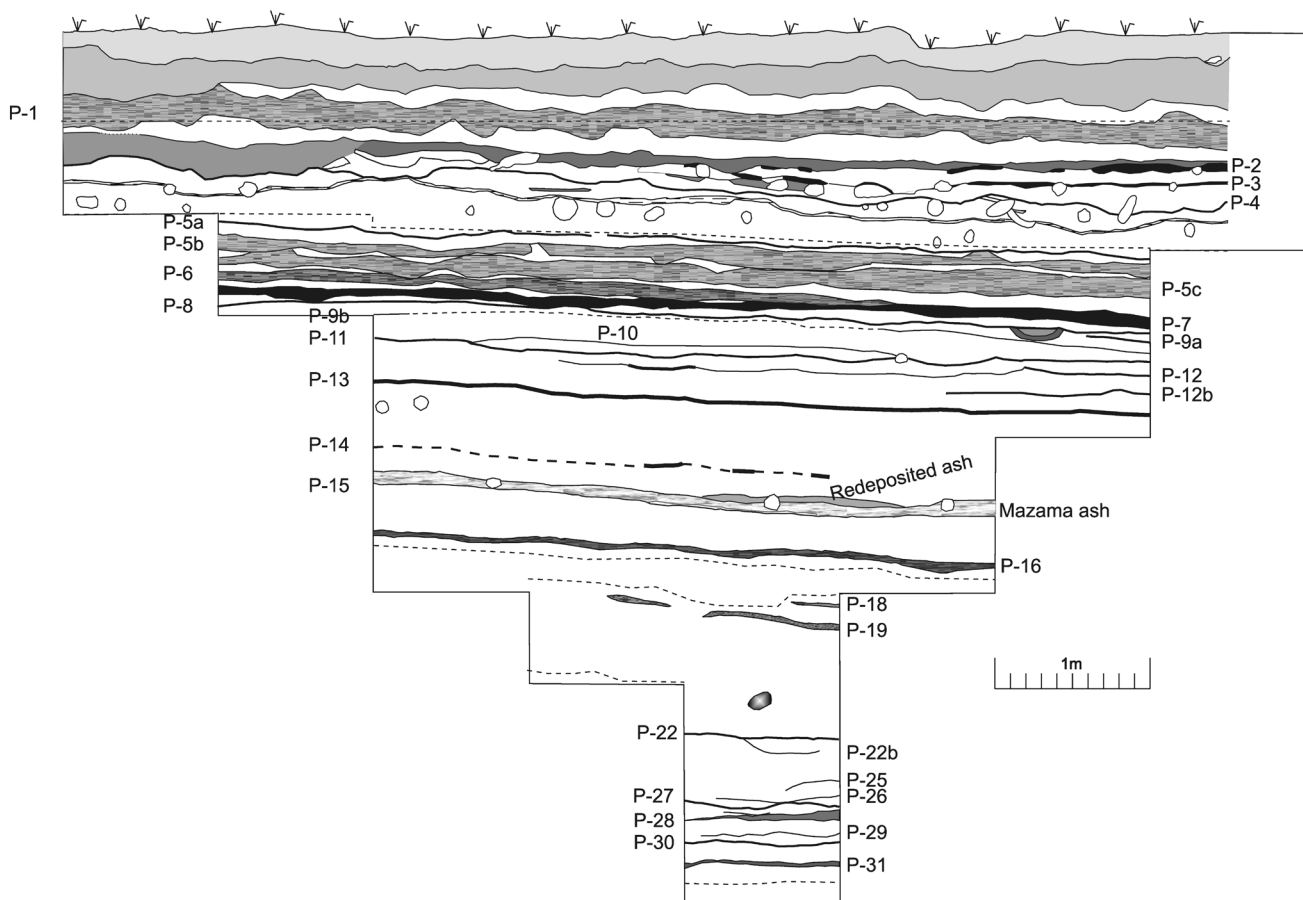 P-1
P-2
P-3
P-4
P-5a
P-5b
P-6
P-5c
P-8
P-7
P-9b
P-10
P-9a
P-11
P-12
P-13
P-12b
P-14
Redeposited ash
P-15
Mazama ash
P-16
P-18
P-19
1m
P-22
P-22b
P-25
P-27
P-26
P-28
P-29
P-30
P-31